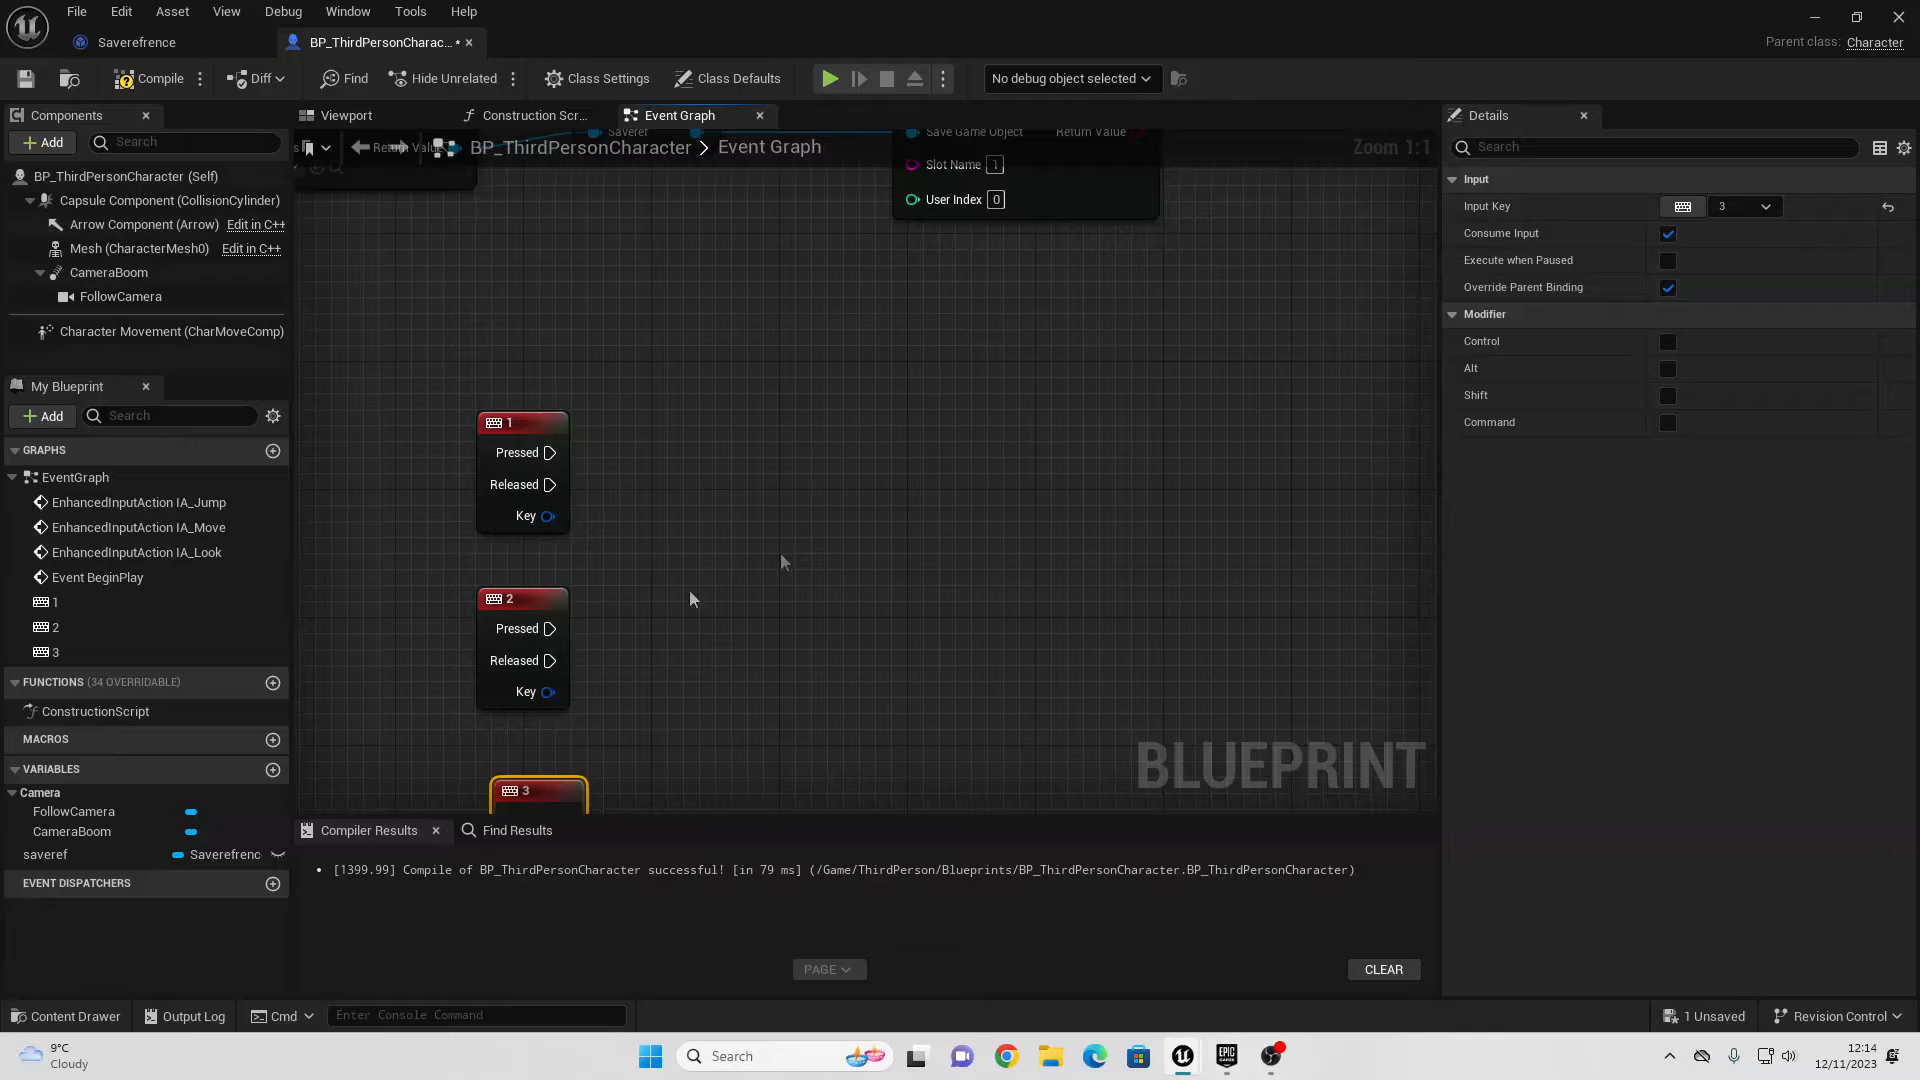 File Edit Asset View Debug Window Tools Help
Saverefrence
BP_ThirdPersonCharac... •
Parent class: Character
Compile
Diff
Find
Hide Unrelated
Class Settings
Class Defaults
No debug object selected
Components
Add
Search
BP_ThirdPersonCharacter (Self)
Capsule Component (CollisionCylinder)
Arrow Component (Arrow) Edit in C++
Mesh (CharacterMesh0) Edit in C++
CameraBoom
FollowCamera
Character Movement (CharMoveComp)
My Blueprint
Add
Search
GRAPHS
EventGraph
EnhancedInputAction IA_Jump
EnhancedInputAction IA_Move
EnhancedInputAction IA_Look
Event BeginPlay
1
2
3
FUNCTIONS (34 OVERRIDABLE)
ConstructionScript
MACROS
VARIABLES
Camera
FollowCamera
CameraBoom
saveref Saverefrenc
EVENT DISPATCHERS
Viewport
Construction Scr...
Event Graph
BP_ThirdPersonCharacter > Event Graph
Zoom 1:1
Return Value
Saveref
Save Game Object
Return Value
Slot Name 1
User Index 0
1
Pressed
Released
Key
2
Pressed
Released
Key
3
BLUEPRINT
Compiler Results
Find Results
• [1399.99] Compile of BP_ThirdPersonCharacter successful! [in 79 ms] (/Game/ThirdPerson/Blueprints/BP_ThirdPersonCharacter.BP_ThirdPersonCharacter)
PAGE
CLEAR
Details
Search
Input
Input Key 3
Consume Input
Execute when Paused
Override Parent Binding
Modifier
Control
Alt
Shift
Command
Content Drawer
Output Log
Cmd
Enter Console Command
1 Unsaved
Revision Control
9°C
Cloudy
Search
EPIC
GAMES
12:14
12/11/2023